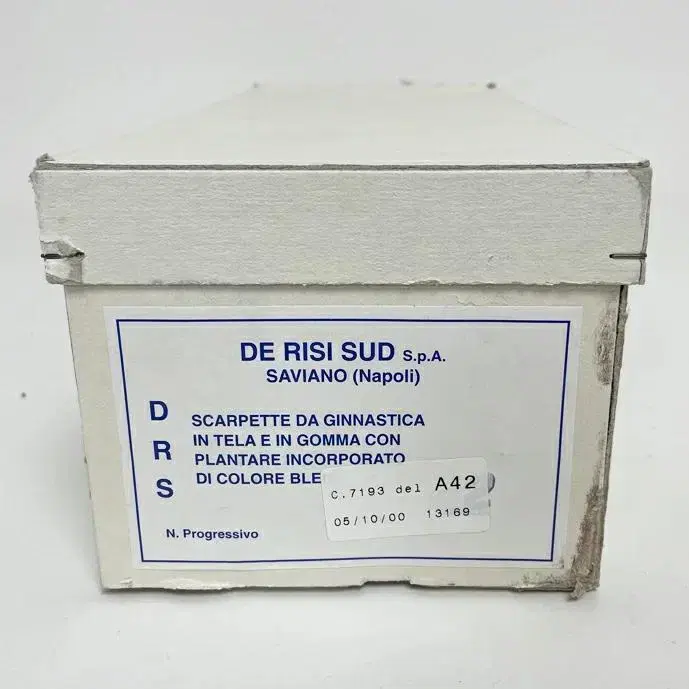 DE RISI SUD S.p.A.
SAVIANO (Napoli)
D R S
SCARPETTE DA GINNASTICA
IN TELA E IN GOMMA CON
PLANTARE INCORPORATO
DI COLORE BLE
C.7193 del A42
05/10/00 13169
N. Progressivo